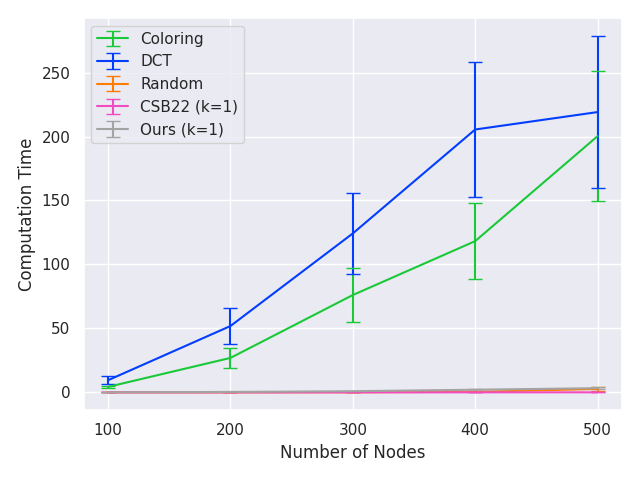 Coloring
DCT
Random
CSB22 (k=1)
Ours (k=1)
250
200
150
100
50
0
Computation Time
100 200 300 400 500
Number of Nodes